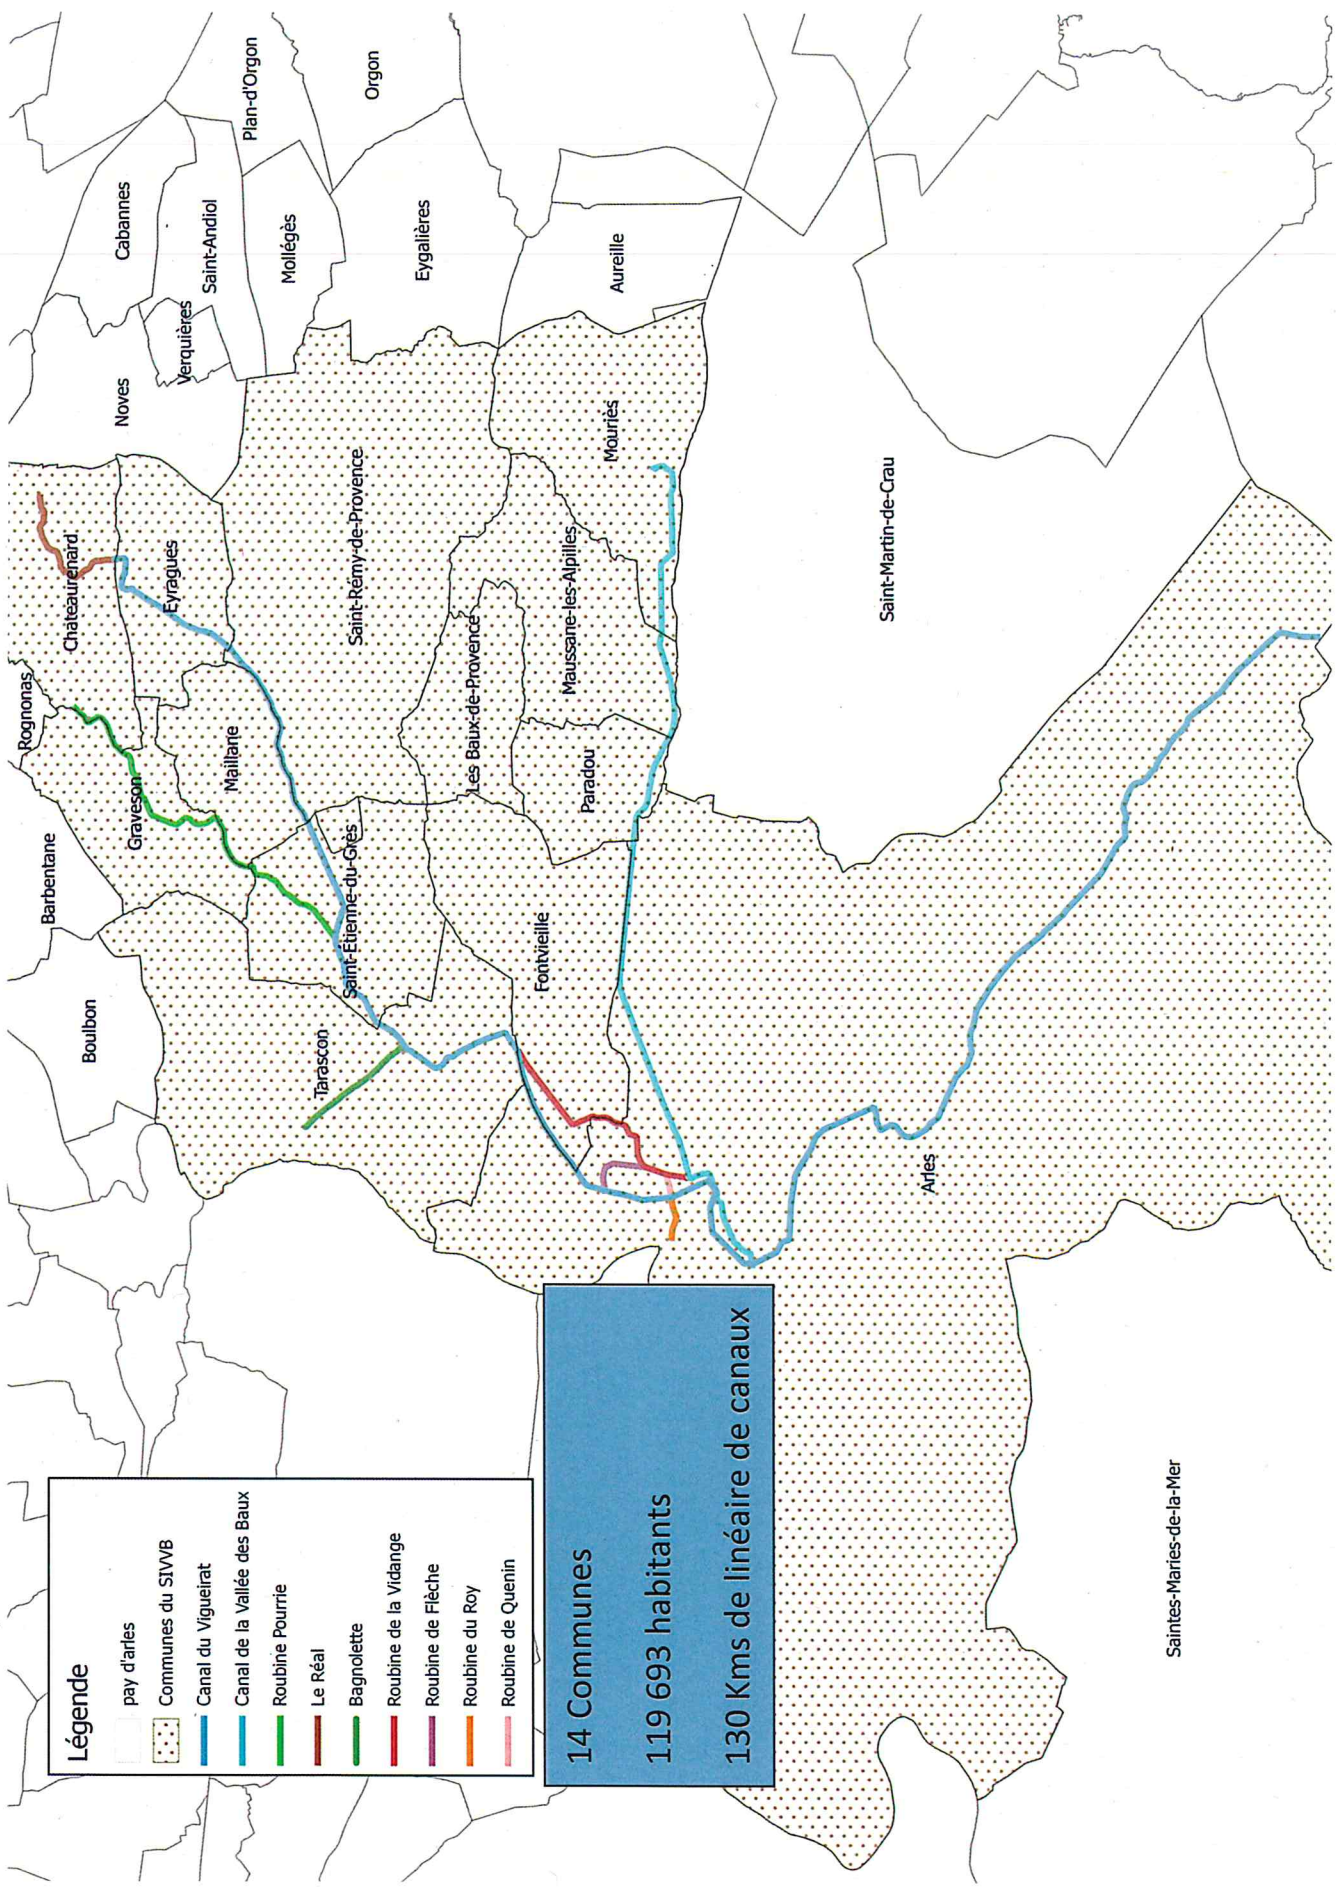 Légende
pay d'arles
Communes du SIVVB
Canal du Vigueirat
Canal de la Vallée des Baux
Roubine Pourrie
Le Réal
Bagnolette
Roubine de la Vidange
Roubine de Flèche
Roubine du Roy
Roubine de Quenin
14 Communes
119 693 habitants
130 Kms de linéaire de canaux
Rognonas
Barbentane
Boulbon
Châteaurenard
Graveson
Noves
Cabannes
Eyragues
Verquières
Saint-Andiol
Maillane
Plan-d'Orgon
Mollégès
Tarascon
Saint-Etienne-du-Grès
Saint-Rémy-de-Provence
Orgon
Eygalières
Les Baux-de-Provence
Fontvieille
Paradou
Maussane-les-Alpilles
Mouriès
Aureille
Saint-Martin-de-Crau
Arles
Saintes-Maries-de-la-Mer